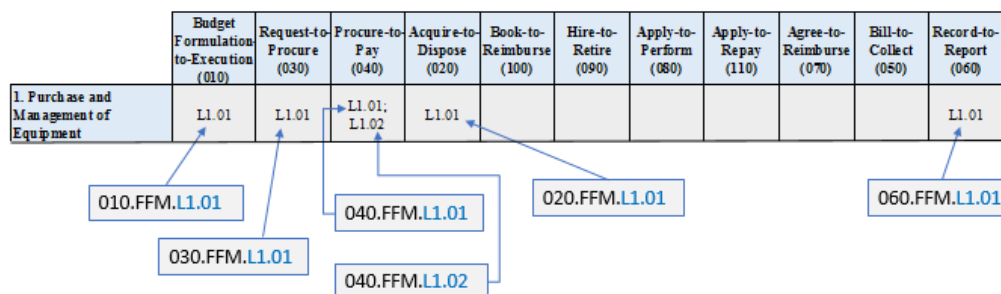 Budget
Formulation-
to-Execution
(010)
Request-to-
Procure
(030)
Procure-to-
Pay
(040)
Acquire-to-
Dispose
(020)
Book-to-
Reimburse
(100)
Hire-to-
Retire
(090)
Apply-to-
Perform
(080)
Apply-to-
Repay
(110)
Agree-to-
Reimburse
(070)
Bill-to-
Collect
(050)
Record-to-
Report
(060)
1. Purchase and
Management of
Equipment
L1.01
L1.01
L1.01;
L1.02
L1.01
L1.01
010.FFM.L1.01
040.FFM.L1.01
020.FFM.L1.01
060.FFM.L1.01
030.FFM.L1.01
040.FFM.L1.02